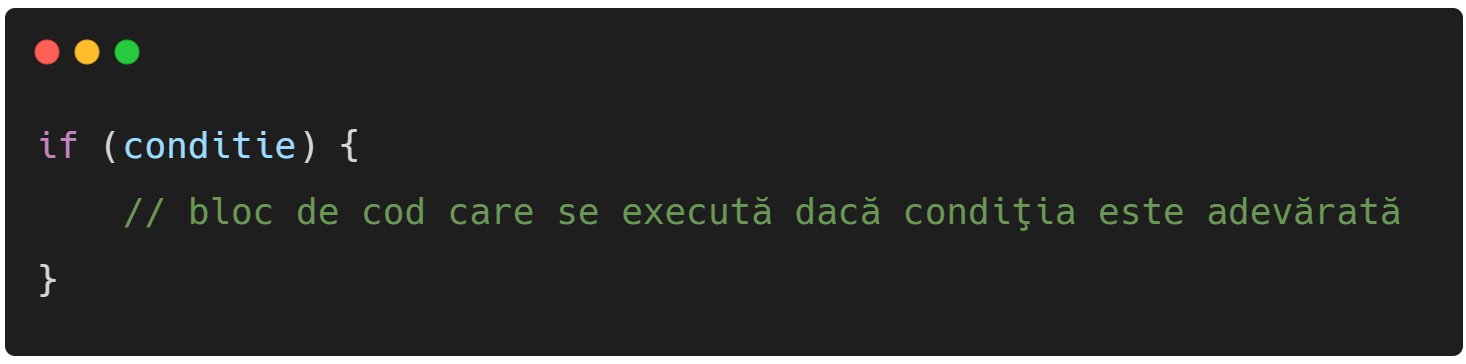 if (conditie) {
    // bloc de cod care se execută dacă condiţia este adevărată
}